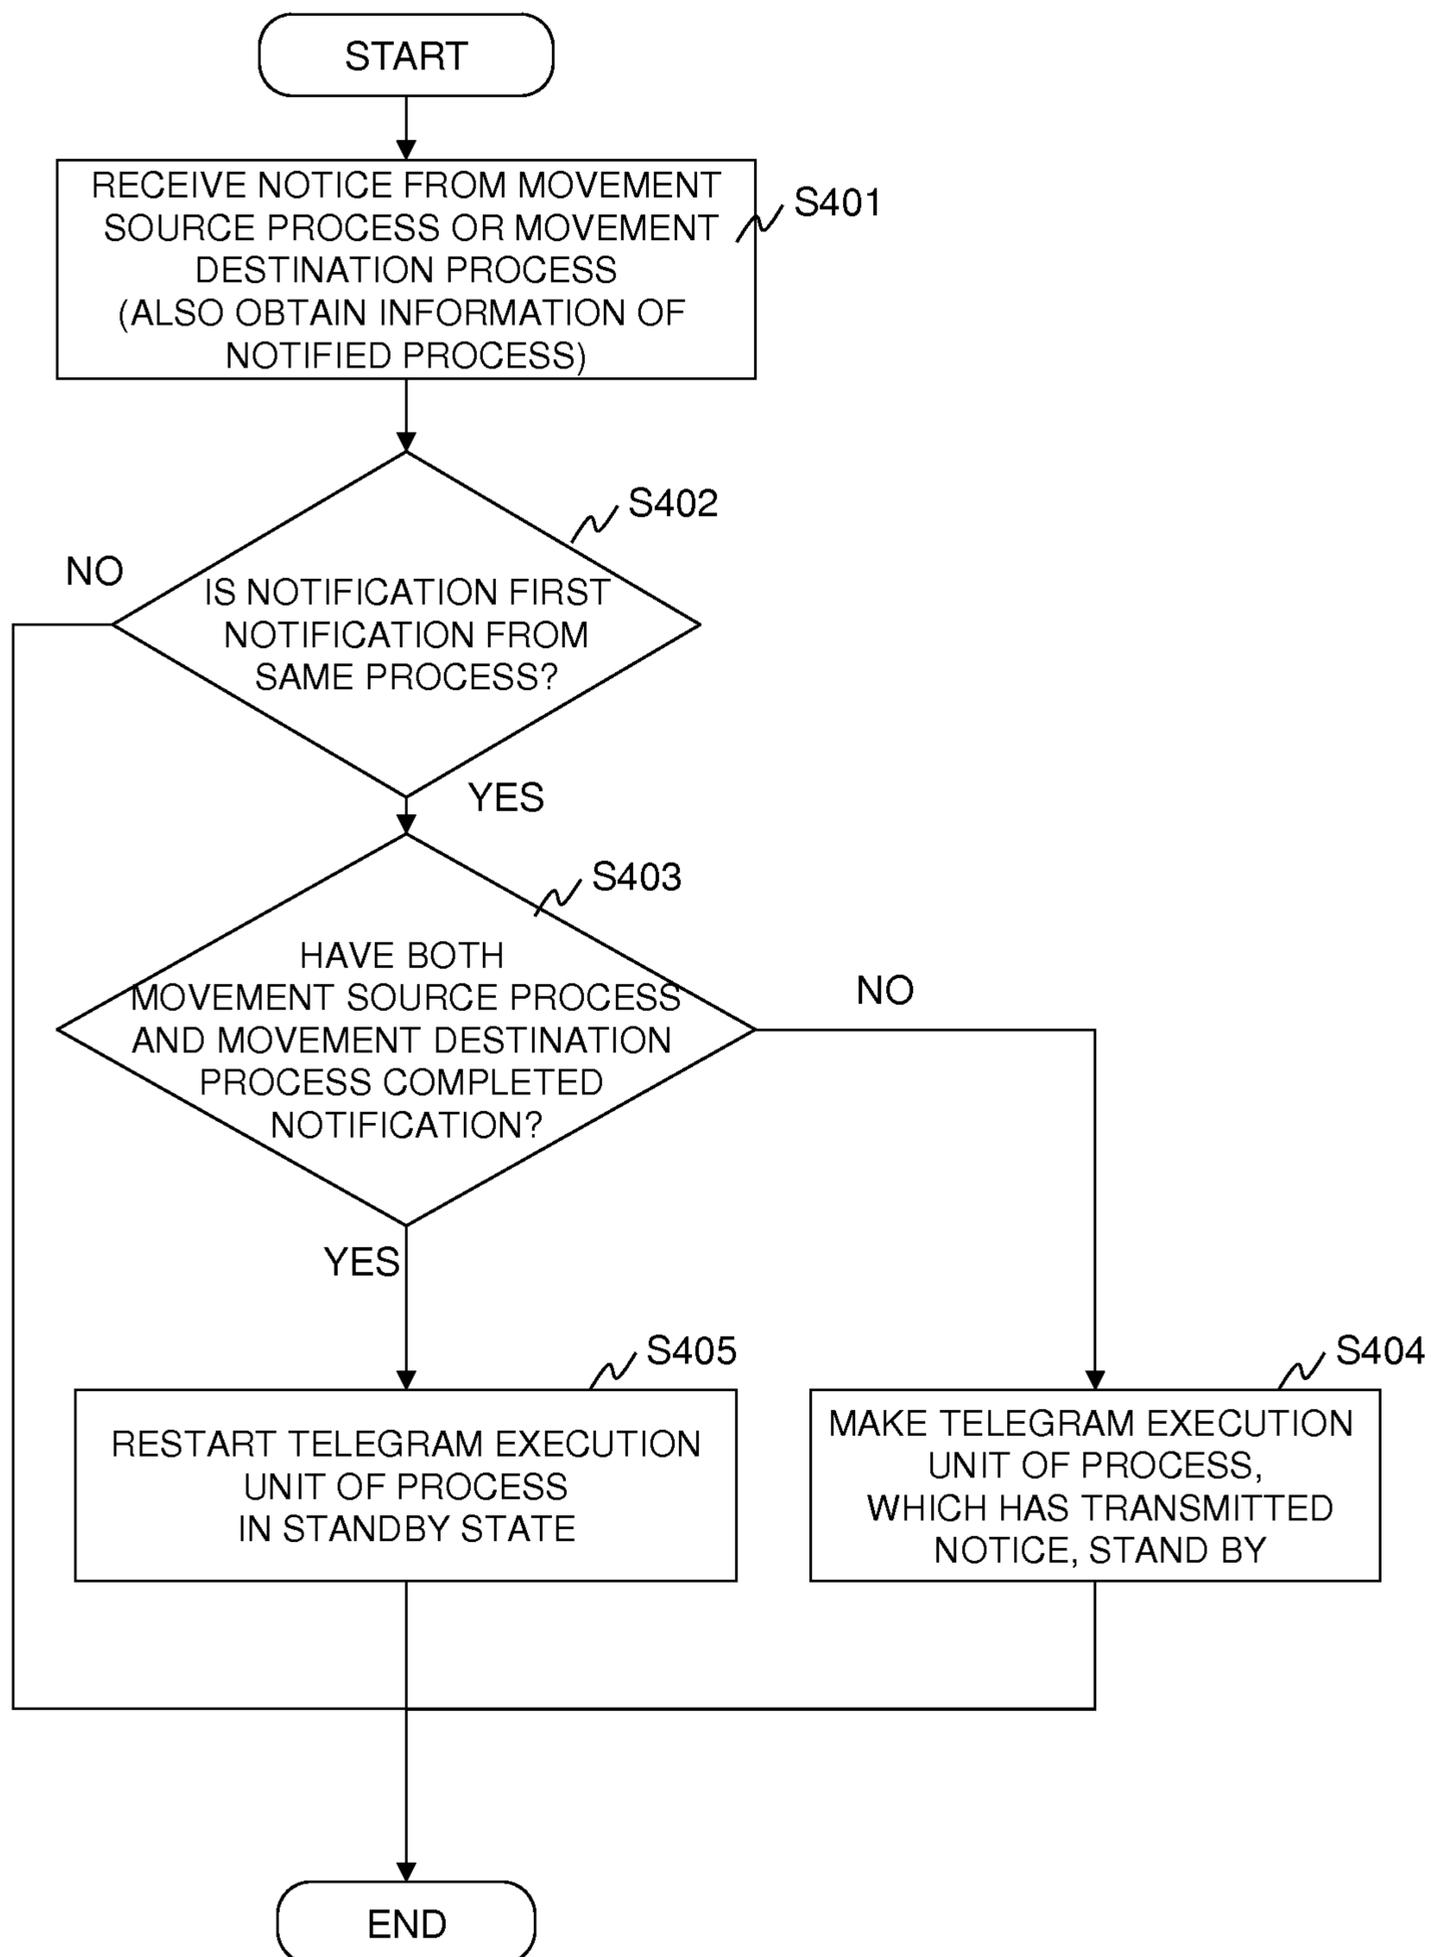 START
RECEIVE NOTICE FROM MOVEMENT
SOURCE PROCESS OR MOVEMENT
DESTINATION PROCESS
(ALSO OBTAIN INFORMATION OF
NOTIFIED PROCESS)
S401
S402
NO
IS NOTIFICATION FIRST
NOTIFICATION FROM
SAME PROCESS?
YES
S403
HAVE BOTH
MOVEMENT SOURCE PROCESS
AND MOVEMENT DESTINATION
PROCESS COMPLETED
NOTIFICATION?
NO
YES
S405
RESTART TELEGRAM EXECUTION
UNIT OF PROCESS
IN STANDBY STATE
S404
MAKE TELEGRAM EXECUTION
UNIT OF PROCESS,
WHICH HAS TRANSMITTED
NOTICE, STAND BY
END